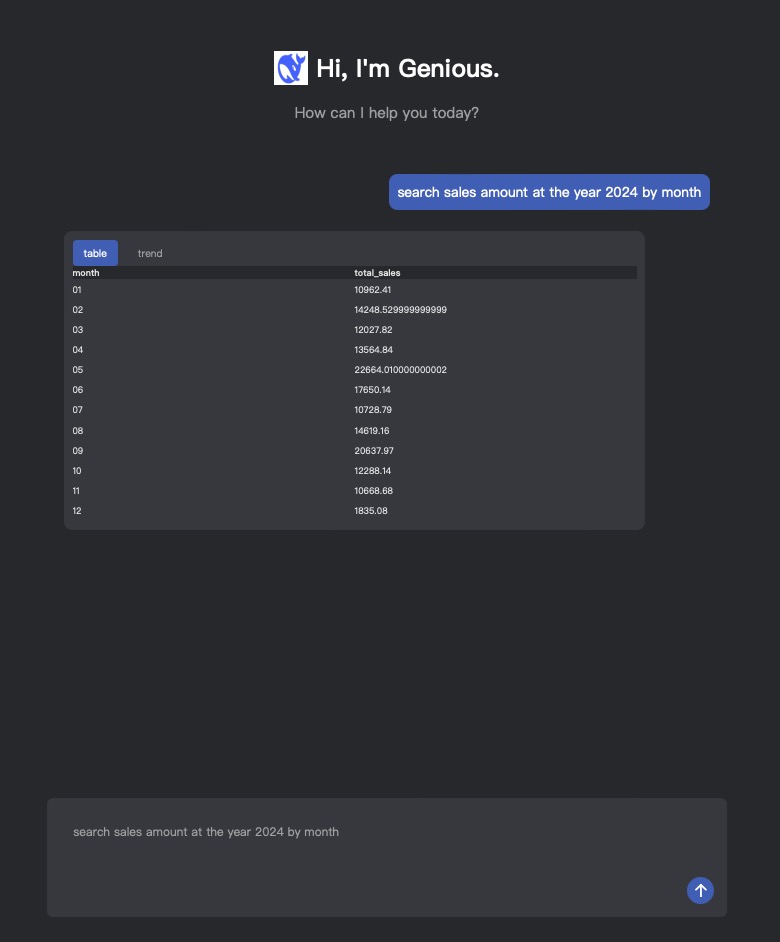 Hi, I'm Genious.
How can I help you today?
search sales amount at the year 2024 by month
table trend
month total_sales
01 10962.41
02 14248.529999999999
03 12027.82
04 13564.84
05 22664.010000000002
06 17650.14
07 10728.79
08 14619.16
09 20637.97
10 12288.14
11 10668.68
12 1835.08
search sales amount at the year 2024 by month